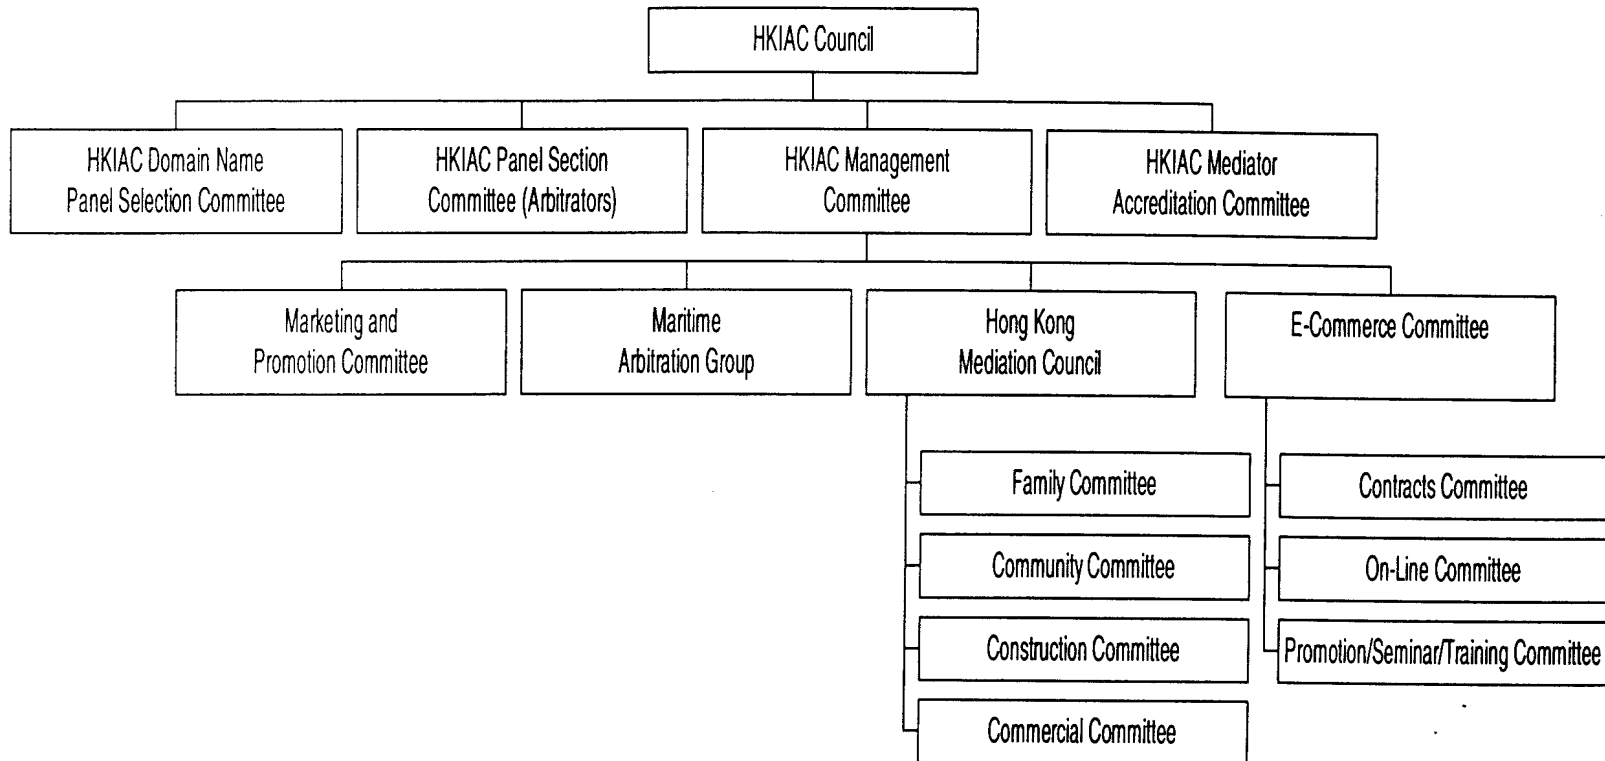 HKIAC Council
HKIAC Domain Name
Panel Selection Committee
HKIAC Panel Section
Committee (Arbitrators)
HKIAC Management
Committee
HKIAC Mediator
Accreditation Committee
Marketing and
Promotion Committee
Maritime
Arbitration Group
Hong Kong
Mediation Council
E-Commerce Committee
Family Committee
Community Committee
Construction Committee
Commercial Committee
Contracts Committee
On-Line Committee
Promotion/Seminar/Training Committee